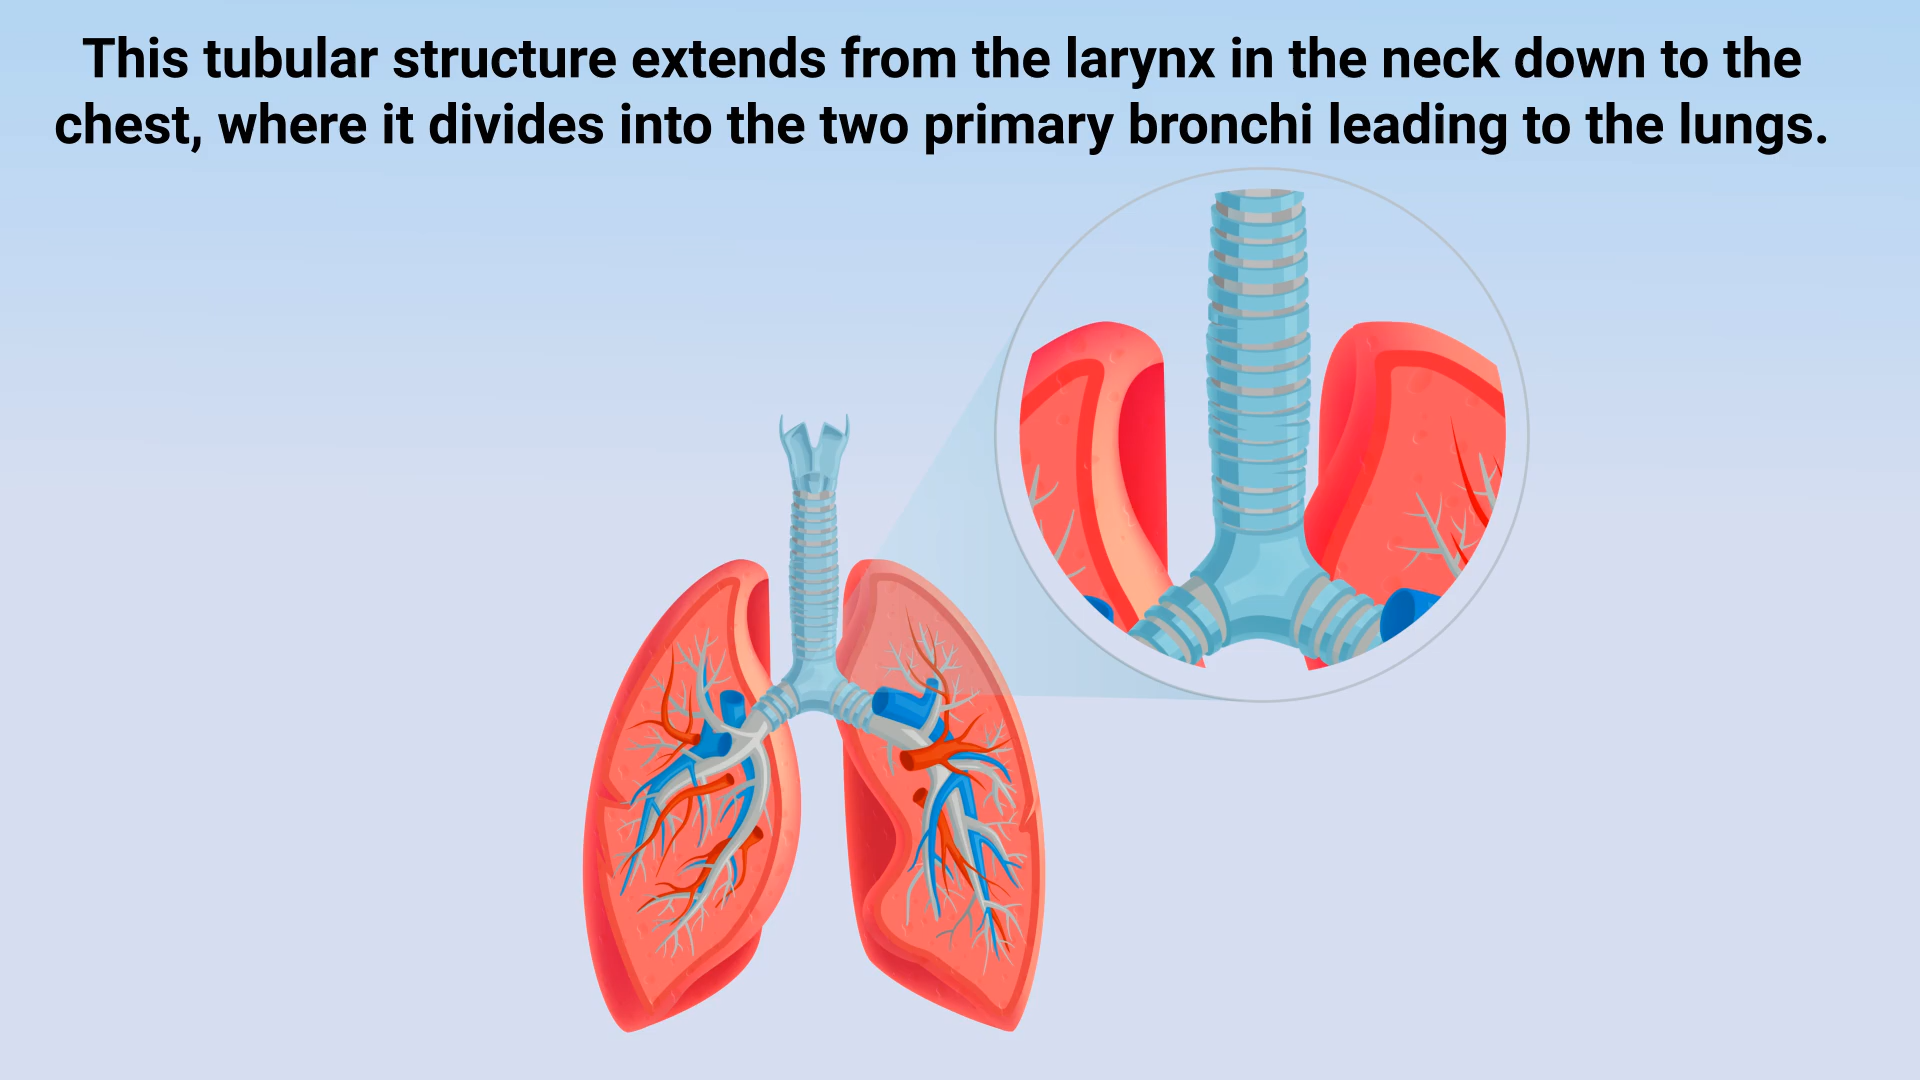 This tubular structure extends from the larynx in the neck down to the
chest, where it divides into the two primary bronchi leading to the lungs.